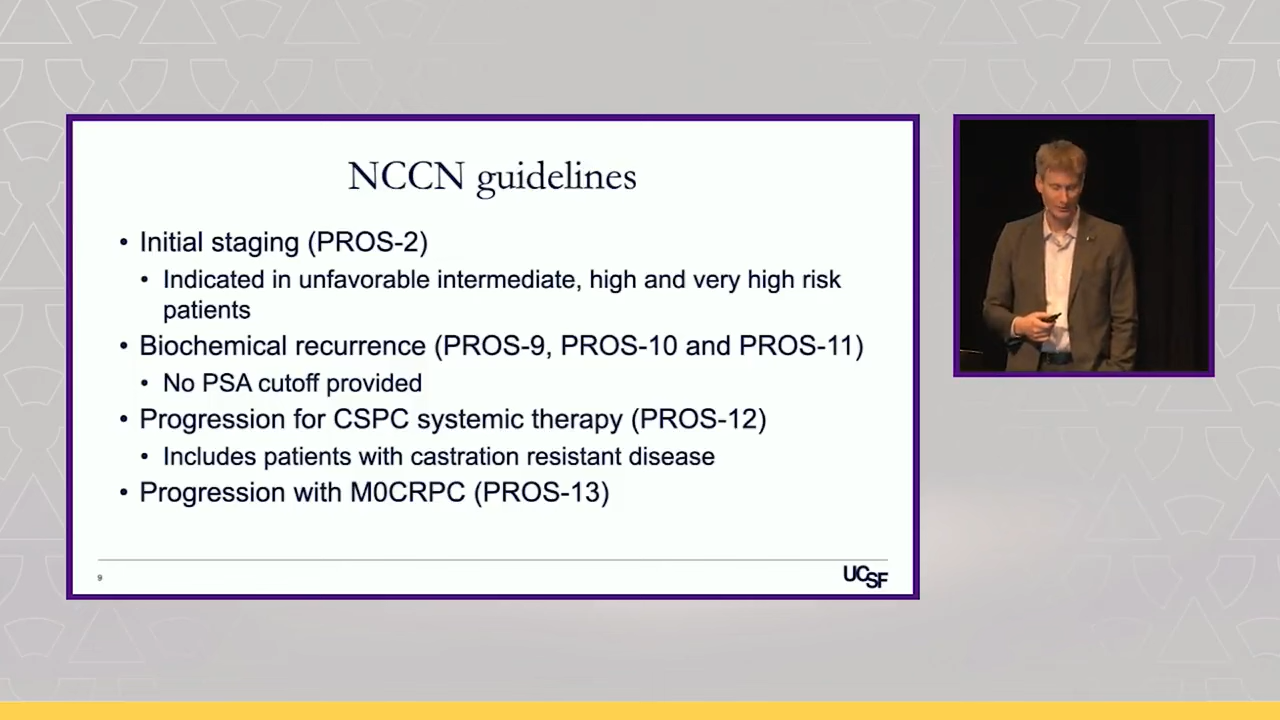 NCCN guidelines
• Initial staging (PROS-2)
• Indicated in unfavorable intermediate, high and very high risk
patients
• Biochemical recurrence (PROS-9, PROS-10 and PROS-11)
• No PSA cutoff provided
• Progression for CSPC systemic therapy (PROS-12)
• Includes patients with castration resistant disease
• Progression with M0CRPC (PROS-13)
9
UCSF